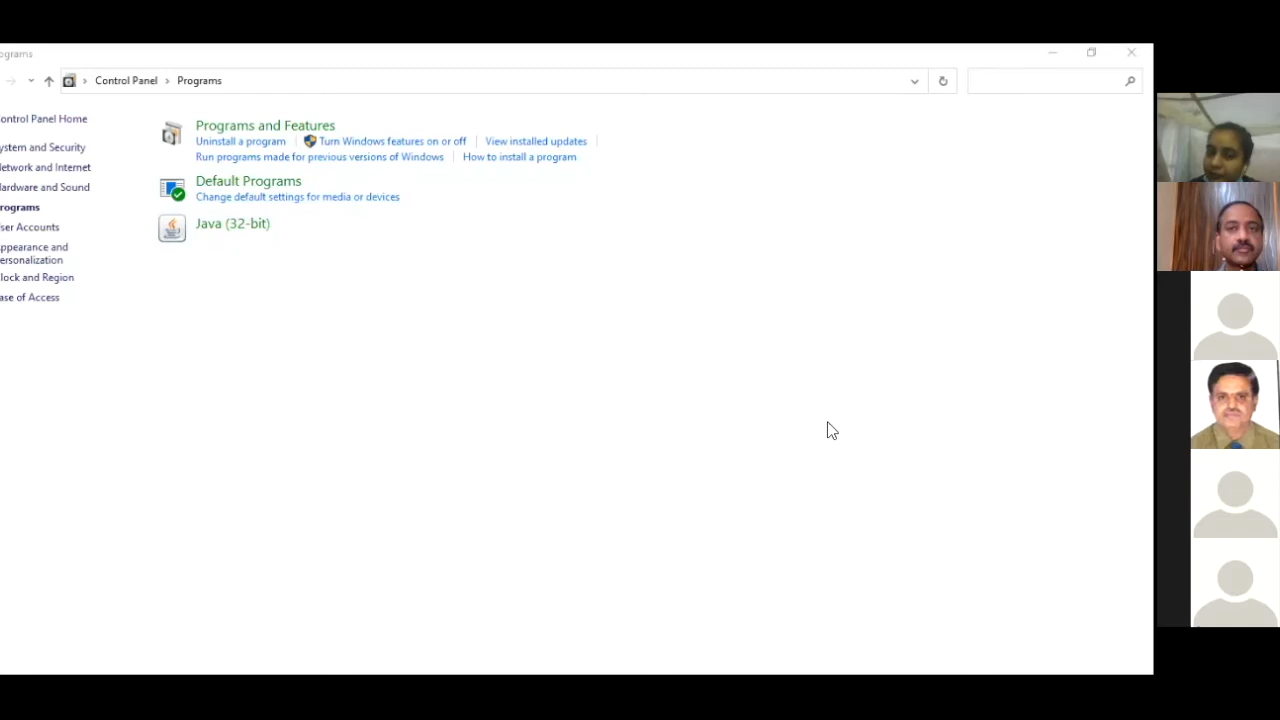 ograms
Control Panel > Programs
ontrol Panel Home
ystem and Security
etwork and Internet
ardware and Sound
rograms
ser Accounts
ppearance and
ersonalization
lock and Region
ase of Access
Programs and Features
Uninstall a program
Turn Windows features on or off
View installed updates
Run programs made for previous versions of Windows
How to install a program
Default Programs
Change default settings for media or devices
Java (32-bit)